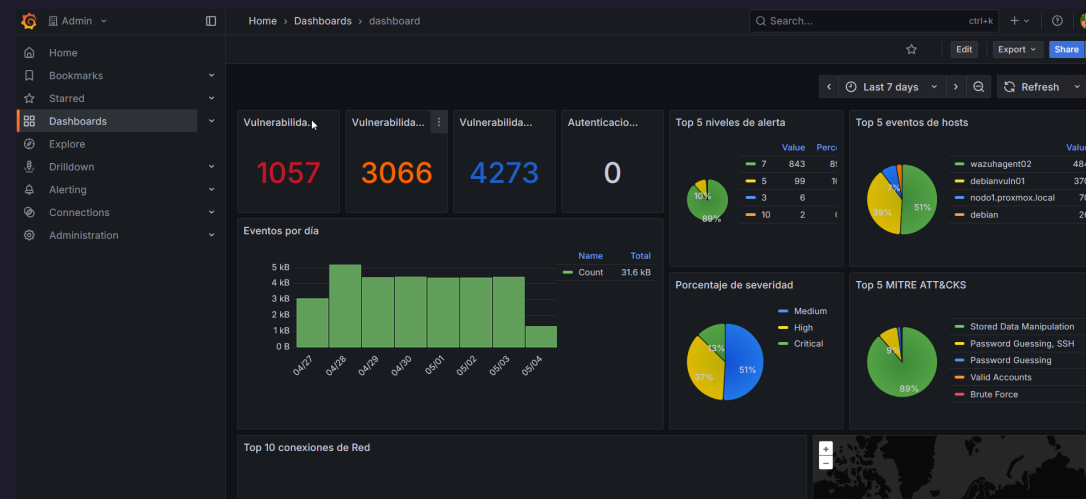 Admin
Home › Dashboards › dashboard
Search...
ctrl+k
Home
Bookmarks
Starred
Dashboards
Explore
Drilldown
Alerting
Connections
Administration
Edit
Export
Share
Last 7 days
Refresh
Vulnerabilida...
1057
Vulnerabilida...
3066
Vulnerabilida...
4273
Autenticacio...
0
Top 5 niveles de alerta
Value
7 843
5 99
3 6
10 2
10%
89%
Top 5 eventos de hosts
wazuhagent02
debianvuln01
nodo1.proxmox.local
debian
7%
39%
51%
Eventos por día
Name Total
Count 31.6 kB
5 kB
4 kB
3 kB
2 kB
1 kB
0 B
04/27
04/28
04/29
04/30
05/01
05/02
05/03
05/04
Porcentaje de severidad
Medium
High
Critical
13%
37%
51%
Top 5 MITRE ATT&CKS
Stored Data Manipulation
Password Guessing, SSH
Password Guessing
Valid Accounts
Brute Force
9%
89%
Top 10 conexiones de Red
+
−